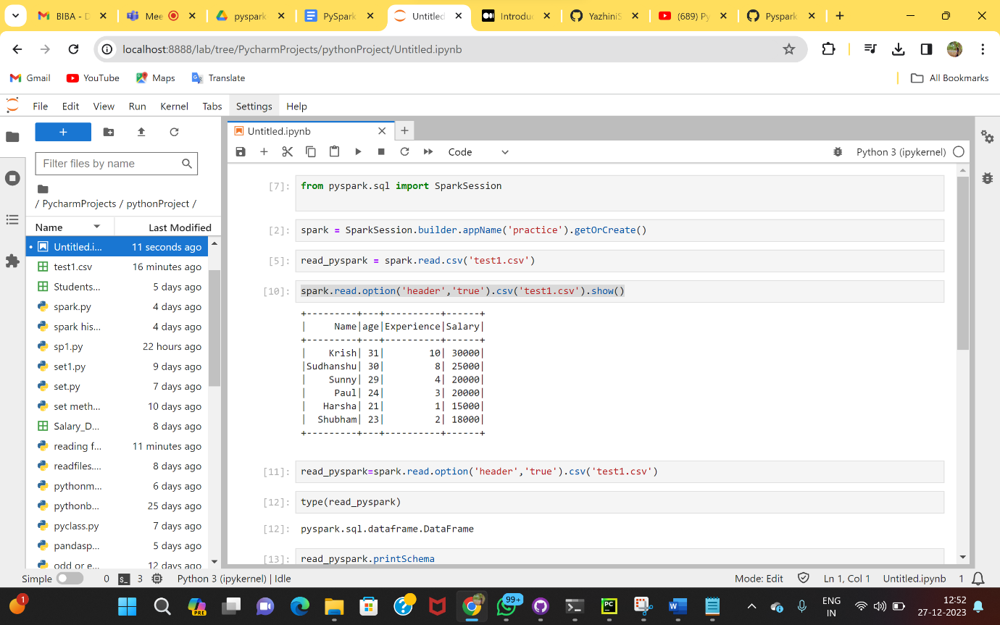 BIBA - D
Mee
pyspark
PySpark
Untitled
Introduc
YazhiniS
(689) Py
Pyspark
localhost:8888/lab/tree/PycharmProjects/pythonProject/Untitled.ipynb
Gmail YouTube Maps Translate All Bookmarks
File Edit View Run Kernel Tabs Settings Help
Filter files by name
/ PycharmProjects / pythonProject /
Name Last Modified
Untitled.i... 11 seconds ago
test1.csv 16 minutes ago
Students... 5 days ago
spark.py 4 days ago
spark his... 4 days ago
sp1.py 22 hours ago
set1.py 9 days ago
set.py 7 days ago
set meth... 10 days ago
Salary_D... 8 days ago
reading f... 11 minutes ago
readfiles.... 8 days ago
pythonm... 6 days ago
pythonb... 25 days ago
pyclass.py 7 days ago
pandasp... 5 days ago
odd or e... 12 days ago
Untitled.ipynb
Code Python 3 (ipykernel)
[7]: from pyspark.sql import SparkSession
[2]: spark = SparkSession.builder.appName('practice').getOrCreate()
[5]: read_pyspark = spark.read.csv('test1.csv')
[10]: spark.read.option('header','true').csv('test1.csv').show()
+---------+---+----------+------+
|     Name|age|Experience|Salary|
+---------+---+----------+------+
|    Krish| 31|        10| 30000|
|Sudhanshu| 30|         8| 25000|
|    Sunny| 29|         4| 20000|
|     Paul| 24|         3| 20000|
|   Harsha| 21|         1| 15000|
|  Shubham| 23|         2| 18000|
+---------+---+----------+------+
[11]: read_pyspark=spark.read.option('header','true').csv('test1.csv')
[12]: type(read_pyspark)
[12]: pyspark.sql.dataframe.DataFrame
[13]: read_pyspark.printSchema
Simple 0 3 Python 3 (ipykernel) | Idle Mode: Edit Ln 1, Col 1 Untitled.ipynb 1
1 PRE 99+ PC ENG 12:52
IN 27-12-2023